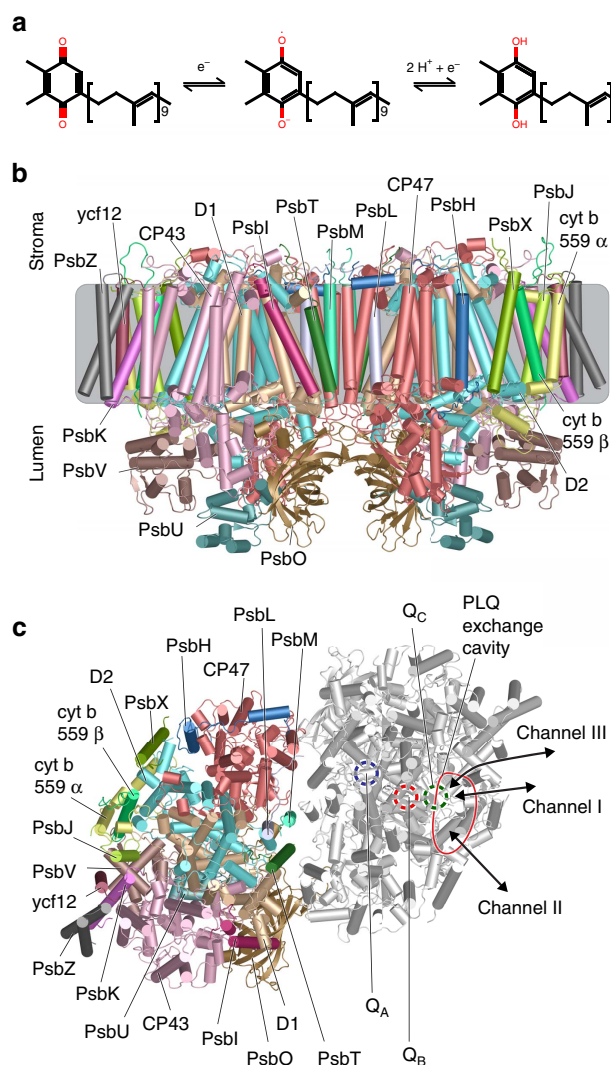 a
O
O
9
e⁻
O·
O⁻
9
2 H⁺ + e⁻
OH
OH
9
b
Stroma
Lumen
PsbZ
ycf12
CP43
D1
PsbI
PsbT
PsbM
PsbL
CP47
PsbH
PsbX
PsbJ
cyt b
559 α
PsbK
PsbV
PsbU
PsbO
cyt b
559 β
D2
c
PsbL
PsbM
PsbH
CP47
D2
PsbX
cyt b
559 β
cyt b
559 α
PsbJ
PsbV
ycf12
PsbZ
PsbK
PsbU
CP43
PsbI
PsbO
D1
PsbT
Q_C
PLQ
exchange
cavity
Channel III
Channel I
Channel II
Q_A
Q_B